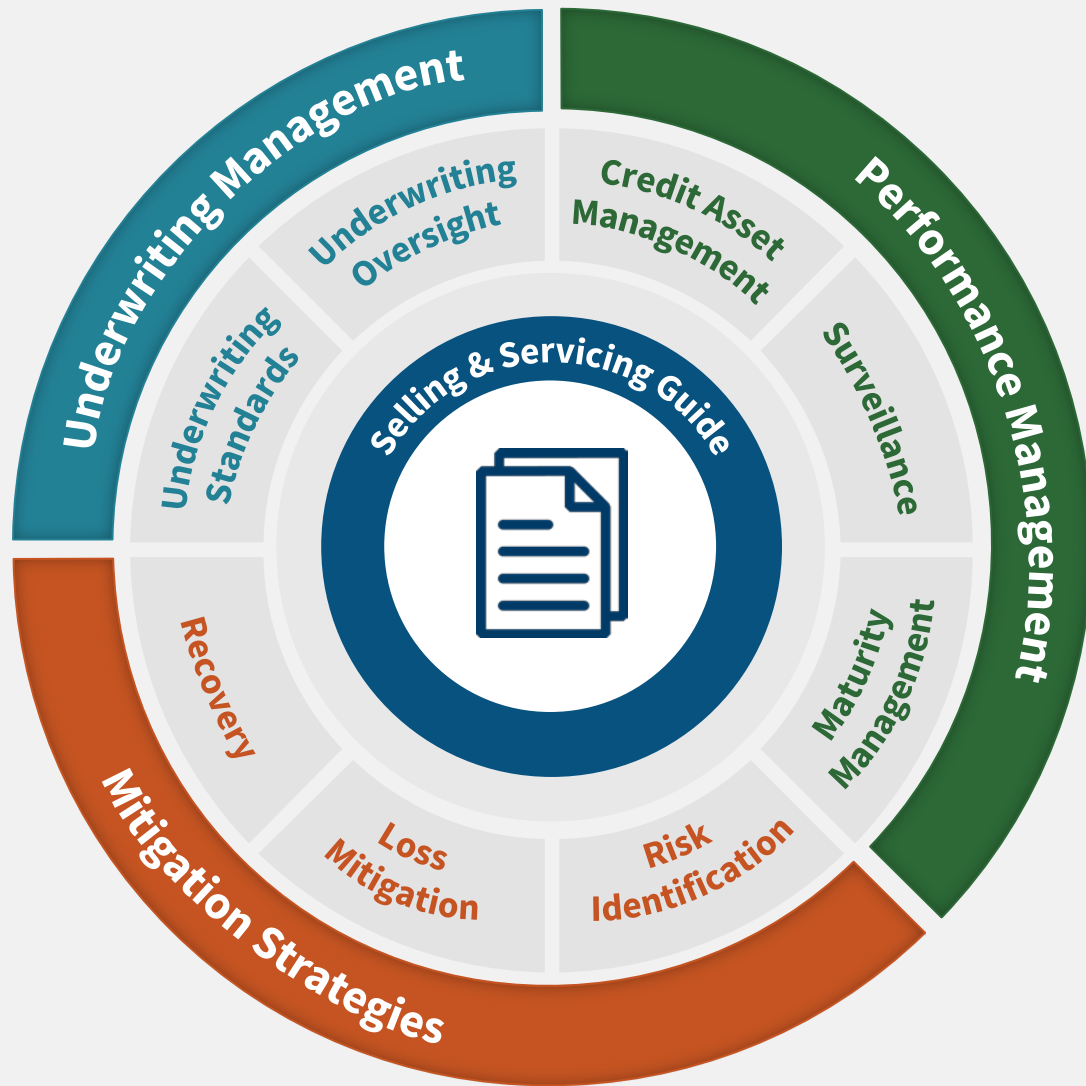 Underwriting Management
Performance Management
Mitigation Strategies
Underwriting
Oversight
Credit Asset
Management
Surveillance
Maturity
Management
Risk
Identification
Loss
Mitigation
Recovery
Underwriting
Standards
Selling & Servicing Guide